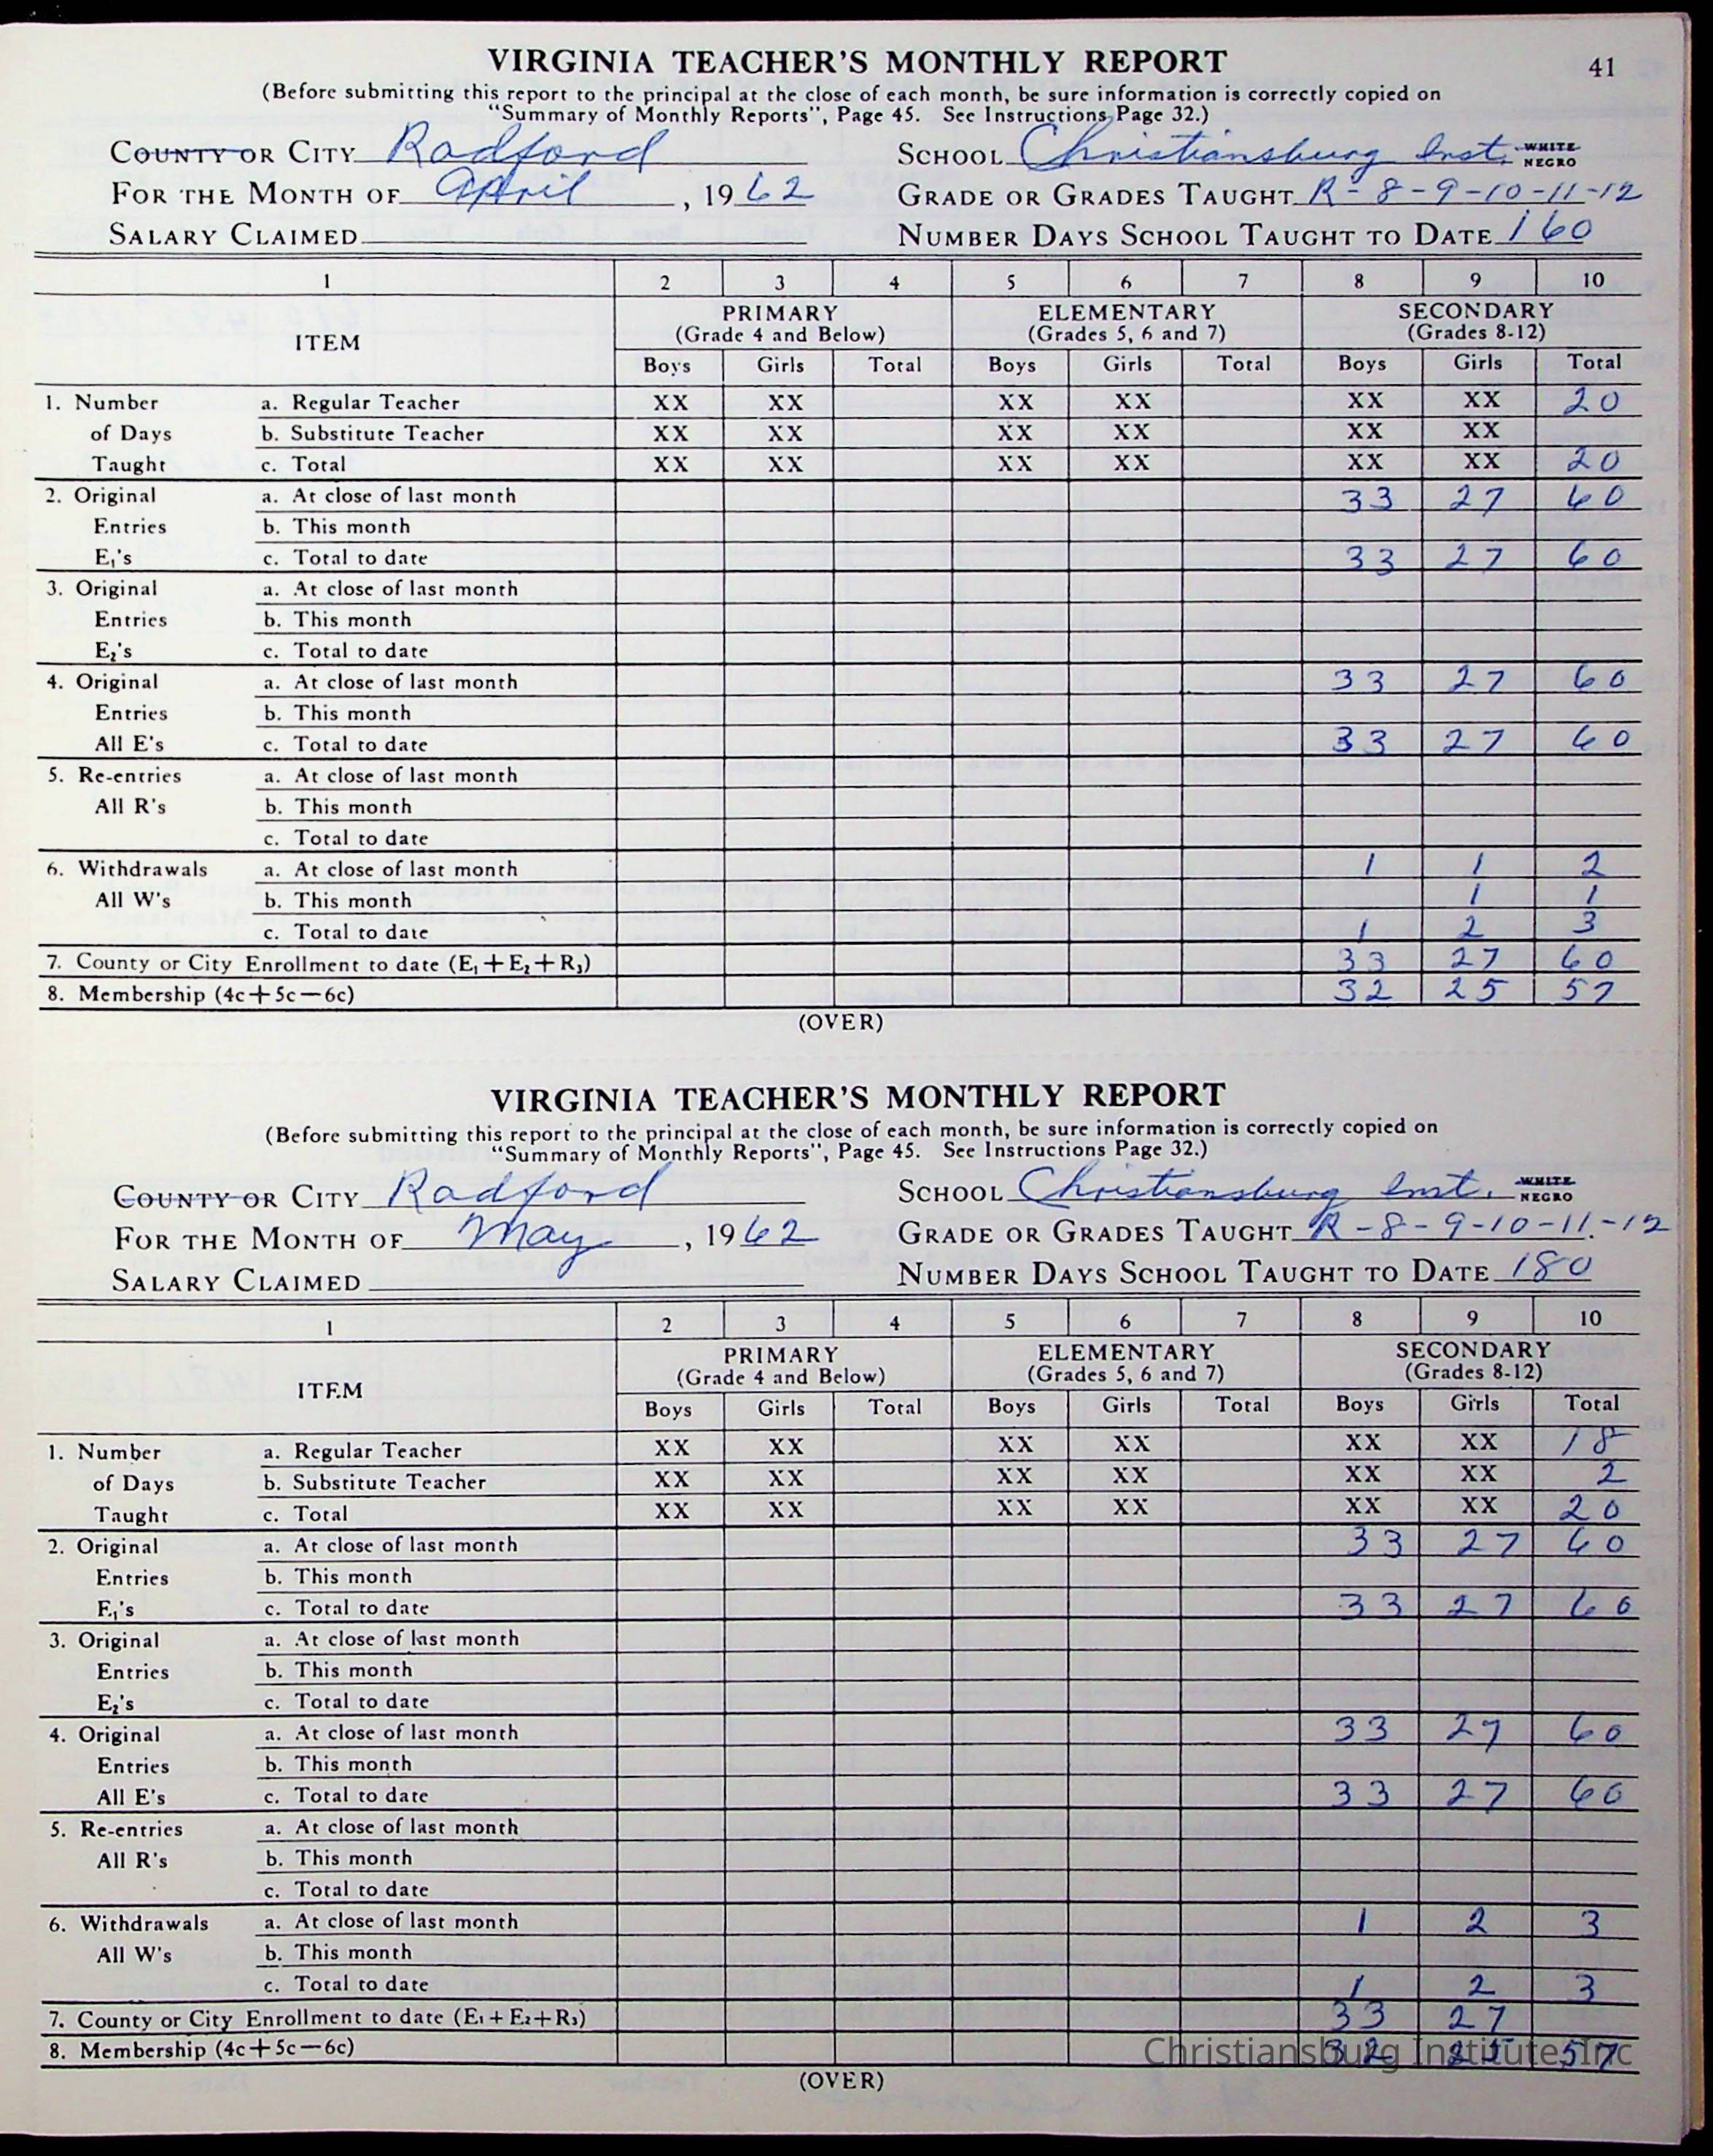 VIRGINIA TEACHER'S MONTHLY REPORT 41
(Before submitting this report to the principal at the close of each month, be sure information is correctly copied on
"Summary of Monthly Reports", Page 45. See Instructions Page 32.)
COUNTY OR CITY Radford SCHOOL Christiansburg Inst. WHITE NEGRO
FOR THE MONTH OF April, 1962 GRADE OR GRADES TAUGHT R-8-9-10-11-12
SALARY CLAIMED NUMBER DAYS SCHOOL TAUGHT TO DATE 160
1 2 3 4 5 6 7 8 9 10
ITEM PRIMARY ELEMENTARY SECONDARY
(Grade 4 and Below) (Grades 5, 6 and 7) (Grades 8-12)
Boys Girls Total Boys Girls Total Boys Girls Total
1. Number a. Regular Teacher XX XX XX XX XX XX 20
of Days b. Substitute Teacher XX XX XX XX XX XX
Taught c. Total XX XX XX XX XX XX 20
2. Original a. At close of last month 33 27 60
Entries b. This month
E1's c. Total to date 33 27 60
3. Original a. At close of last month
Entries b. This month
E2's c. Total to date
4. Original a. At close of last month 33 27 60
Entries b. This month
All E's c. Total to date 33 27 60
5. Re-entries a. At close of last month
All R's b. This month
c. Total to date
6. Withdrawals a. At close of last month 1 1 2
All W's b. This month 1 1
c. Total to date 1 2 3
7. County or City Enrollment to date (E1+E2+R3) 33 27 60
8. Membership (4c+5c—6c) 32 25 57
(OVER)
VIRGINIA TEACHER'S MONTHLY REPORT
(Before submitting this report to the principal at the close of each month, be sure information is correctly copied on
"Summary of Monthly Reports", Page 45. See Instructions Page 32.)
COUNTY OR CITY Radford SCHOOL Christiansburg Inst. WHITE NEGRO
FOR THE MONTH OF May, 1962 GRADE OR GRADES TAUGHT R-8-9-10-11-12
SALARY CLAIMED NUMBER DAYS SCHOOL TAUGHT TO DATE 180
1 2 3 4 5 6 7 8 9 10
ITEM PRIMARY ELEMENTARY SECONDARY
(Grade 4 and Below) (Grades 5, 6 and 7) (Grades 8-12)
Boys Girls Total Boys Girls Total Boys Girls Total
1. Number a. Regular Teacher XX XX XX XX XX XX 18
of Days b. Substitute Teacher XX XX XX XX XX XX 2
Taught c. Total XX XX XX XX XX XX 20
2. Original a. At close of last month 33 27 60
Entries b. This month
E1's c. Total to date 33 27 60
3. Original a. At close of last month
Entries b. This month
E2's c. Total to date
4. Original a. At close of last month 33 27 60
Entries b. This month
All E's c. Total to date 33 27 60
5. Re-entries a. At close of last month
All R's b. This month
c. Total to date
6. Withdrawals a. At close of last month 1 2 3
All W's b. This month
c. Total to date 1 2 3
7. County or City Enrollment to date (E1+E2+R3) 33 27
8. Membership (4c+5c—6c) 32 25 57
Christiansburg Institute, Inc
(OVER)